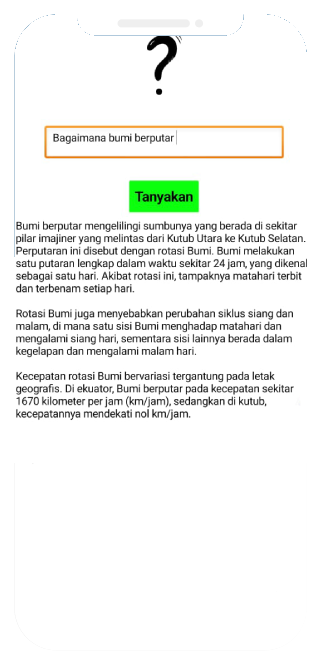 ?
Bagaimana bumi berputar
Tanyakan
Bumi berputar mengelilingi sumbunya yang berada di sekitar
pilar imajiner yang melintas dari Kutub Utara ke Kutub Selatan.
Perputaran ini disebut dengan rotasi Bumi. Bumi melakukan
satu putaran lengkap dalam waktu sekitar 24 jam, yang dikenal
sebagai satu hari. Akibat rotasi ini, tampaknya matahari terbit
dan terbenam setiap hari.
Rotasi Bumi juga menyebabkan perubahan siklus siang dan
malam, di mana satu sisi Bumi menghadap matahari dan
mengalami siang hari, sementara sisi lainnya berada dalam
kegelapan dan mengalami malam hari.
Kecepatan rotasi Bumi bervariasi tergantung pada letak
geografis. Di ekuator, Bumi berputar pada kecepatan sekitar
1670 kilometer per jam (km/jam), sedangkan di kutub,
kecepatannya mendekati nol km/jam.